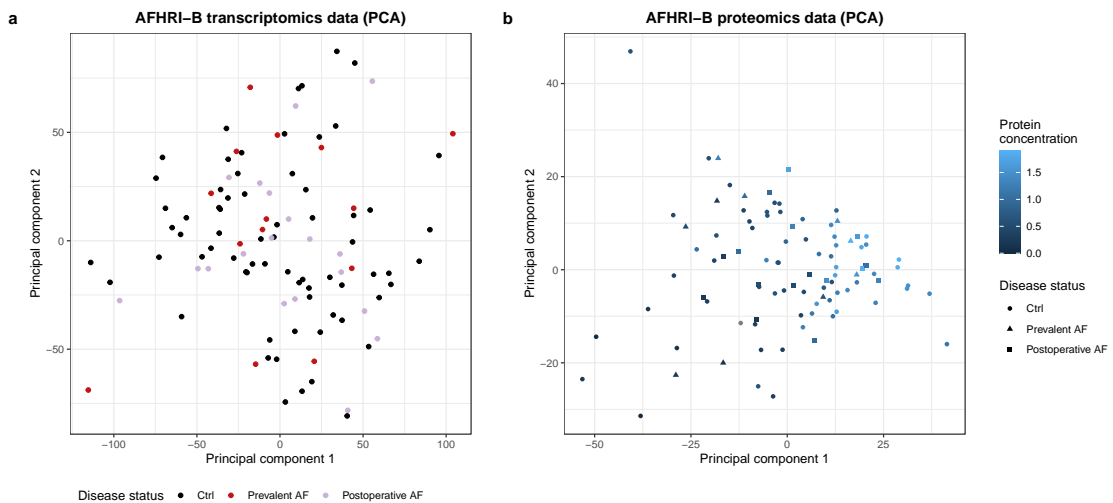 a
AFHRI−B transcriptomics data (PCA)
50
0
−50
−100
−50
0
50
100
Principal component 2
Principal component 1
Disease status
Ctrl
Prevalent AF
Postoperative AF
b
AFHRI−B proteomics data (PCA)
40
20
0
−20
−50
−25
0
25
Principal component 2
Principal component 1
Protein
concentration
1.5
1.0
0.5
0.0
Disease status
Ctrl
Prevalent AF
Postoperative AF